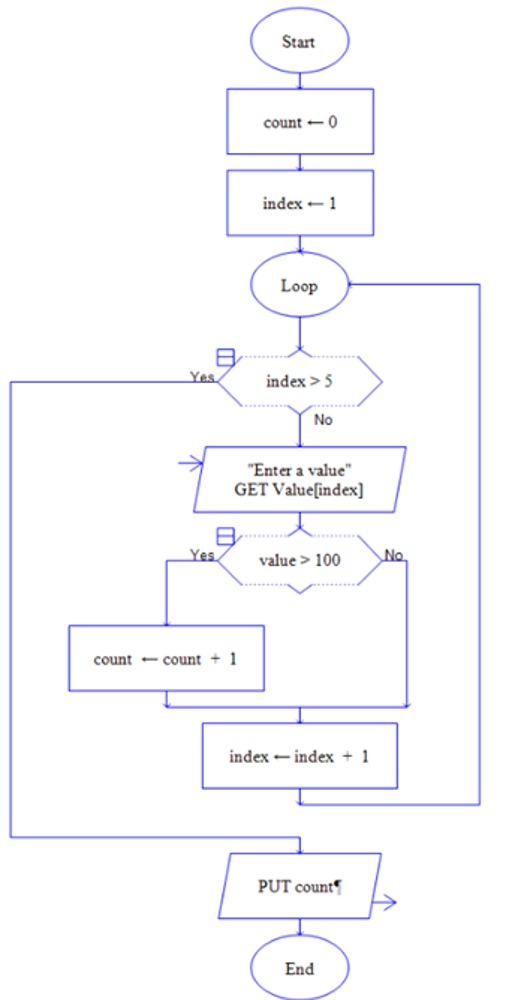 Start
count ← 0
index ← 1
Loop
Yes
index > 5
No
"Enter a value"
GET Value[index]
Yes
value > 100
No
count ← count + 1
index ← index + 1
PUT count¶
End